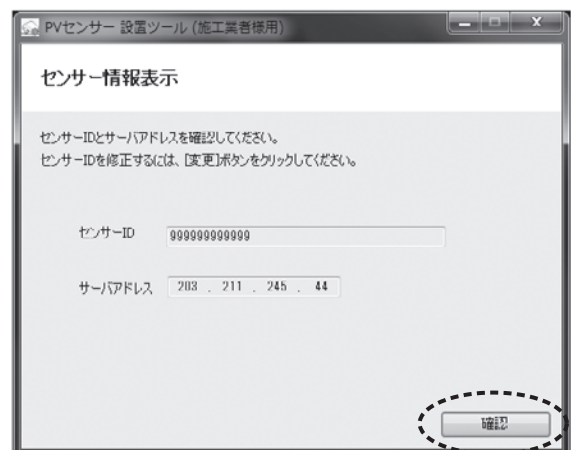 PVセンサー 設置ツール (施工業者様用)
センサー情報表示
センサーIDとサーバアドレスを確認してください。
センサーIDを修正するには、[変更]ボタンをクリックしてください。
センサーID 999999999999
サーバアドレス 203 . 211 . 245 . 44
確認